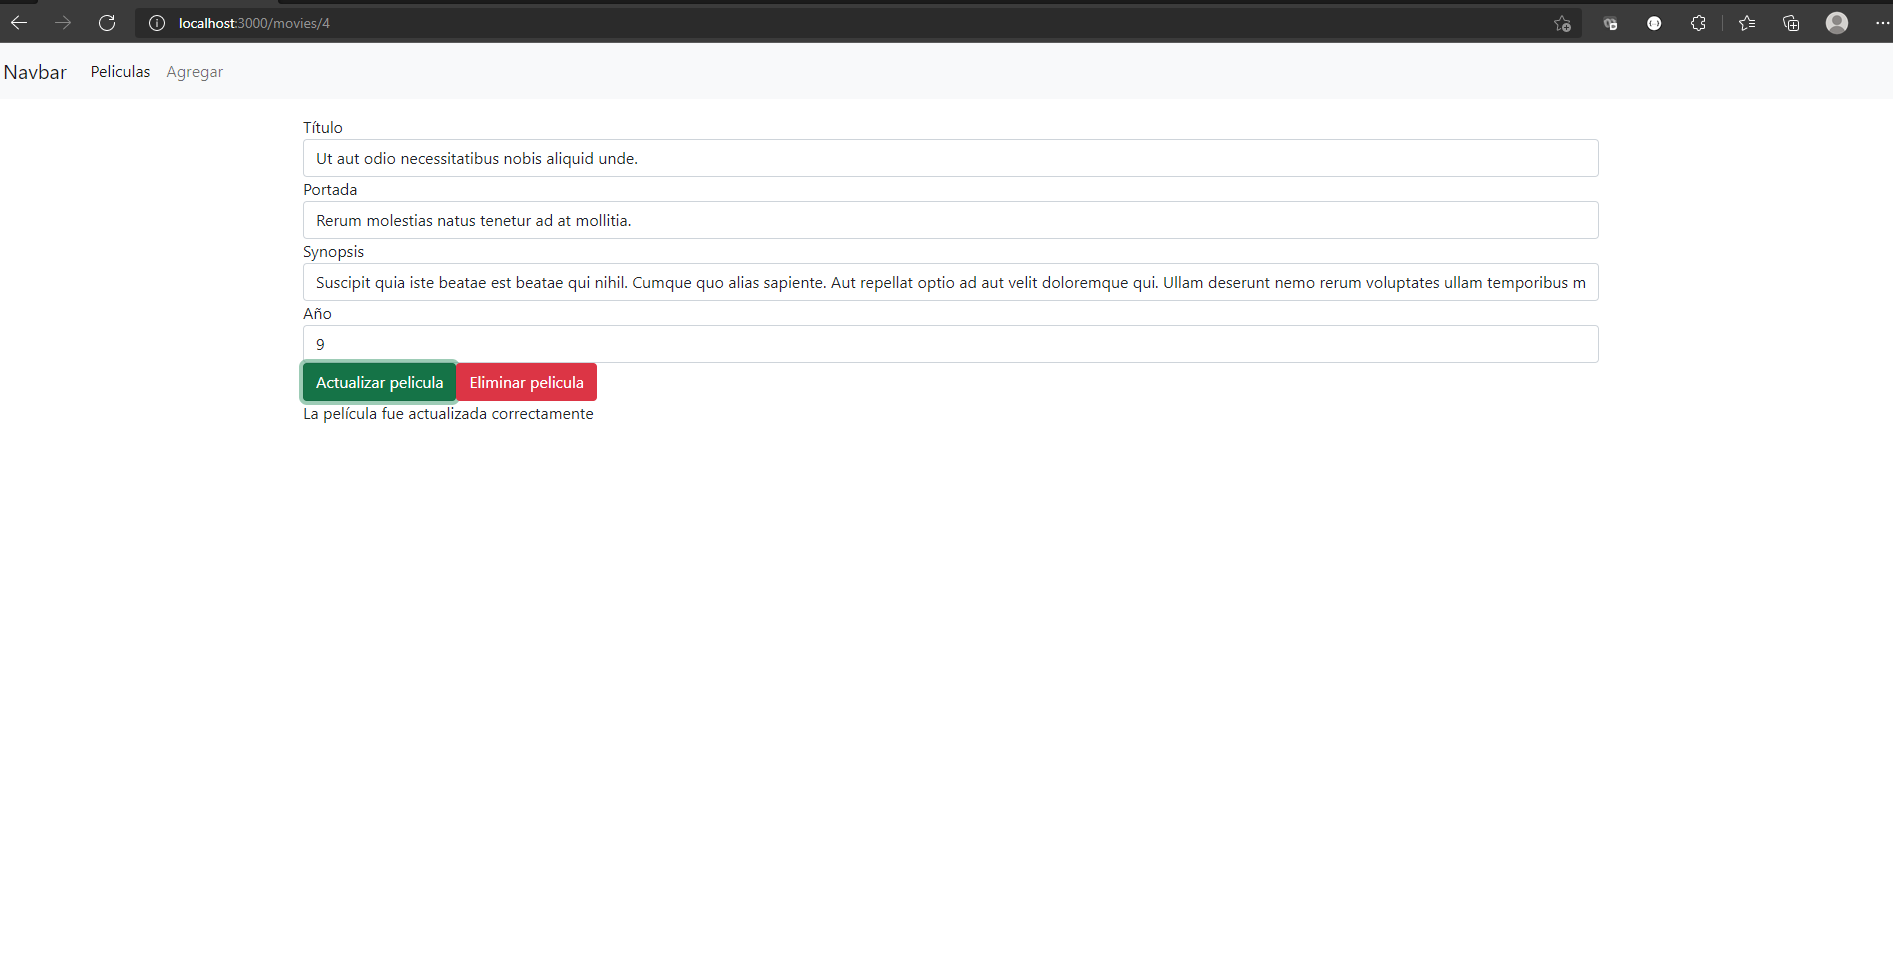 localhost:3000/movies/4
Navbar Peliculas Agregar
Título
Ut aut odio necessitatibus nobis aliquid unde.
Portada
Rerum molestias natus tenetur ad at mollitia.
Synopsis
Suscipit quia iste beatae est beatae qui nihil. Cumque quo alias sapiente. Aut repellat optio ad aut velit doloremque qui. Ullam deserunt nemo rerum voluptates ullam temporibus m
Año
9
Actualizar pelicula Eliminar pelicula
La película fue actualizada correctamente